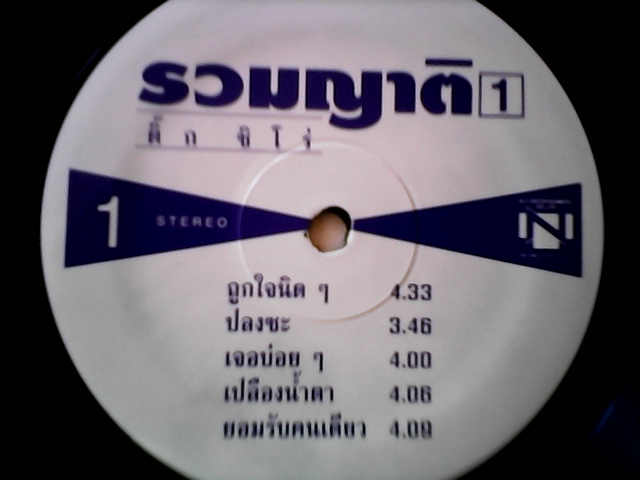 รวมญาติ 1
ติ๊ก ชิโร่
1 STEREO
N
ถูกใจนิด ๆ 4.33
ปลงซะ 3.46
เจอบ่อย ๆ 4.00
เปลืองน้ำตา 4.06
ยอมรับคนเดียว 4.09